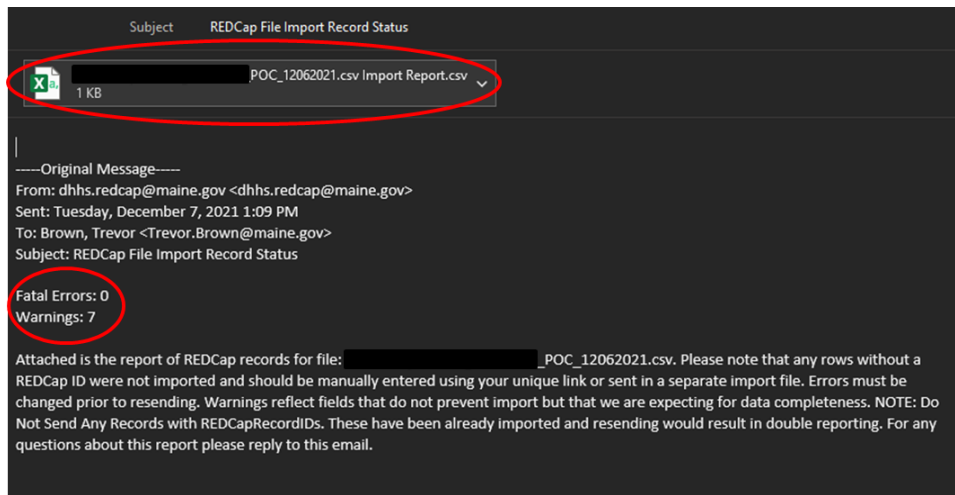 Subject REDCap File Import Record Status
_POC_12062021.csv Import Report.csv
1 KB
-----Original Message-----
From: dhhs.redcap@maine.gov <dhhs.redcap@maine.gov>
Sent: Tuesday, December 7, 2021 1:09 PM
To: Brown, Trevor <Trevor.Brown@maine.gov>
Subject: REDCap File Import Record Status
Fatal Errors: 0
Warnings: 7
Attached is the report of REDCap records for file: _POC_12062021.csv. Please note that any rows without a
REDCap ID were not imported and should be manually entered using your unique link or sent in a separate import file. Errors must be
changed prior to resending. Warnings reflect fields that do not prevent import but that we are expecting for data completeness. NOTE: Do
Not Send Any Records with REDCapRecordIDs. These have been already imported and resending would result in double reporting. For any
questions about this report please reply to this email.